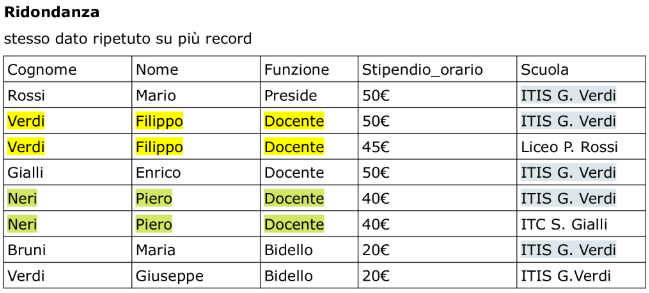 Ridondanza
stesso dato ripetuto su più record
Cognome Nome Funzione Stipendio_orario Scuola
Rossi Mario Preside 50€ ITIS G. Verdi
Verdi Filippo Docente 50€ ITIS G. Verdi
Verdi Filippo Docente 45€ Liceo P. Rossi
Gialli Enrico Docente 50€ ITIS G. Verdi
Neri Piero Docente 40€ ITIS G. Verdi
Neri Piero Docente 40€ ITC S. Gialli
Bruni Maria Bidello 20€ ITIS G. Verdi
Verdi Giuseppe Bidello 20€ ITIS G.Verdi